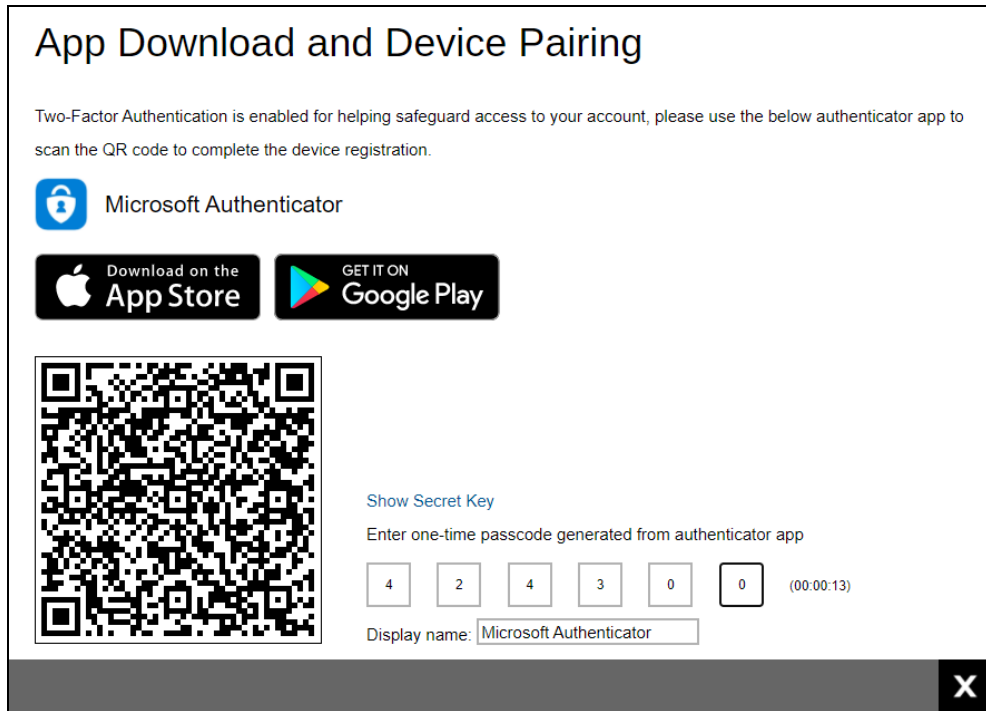 App Download and Device Pairing
Two-Factor Authentication is enabled for helping safeguard access to your account, please use the below authenticator app to
scan the QR code to complete the device registration.
Microsoft Authenticator
Download on the
App Store
GET IT ON
Google Play
Show Secret Key
Enter one-time passcode generated from authenticator app
4 2 4 3 0 0 (00:00:13)
Display name: Microsoft Authenticator
X